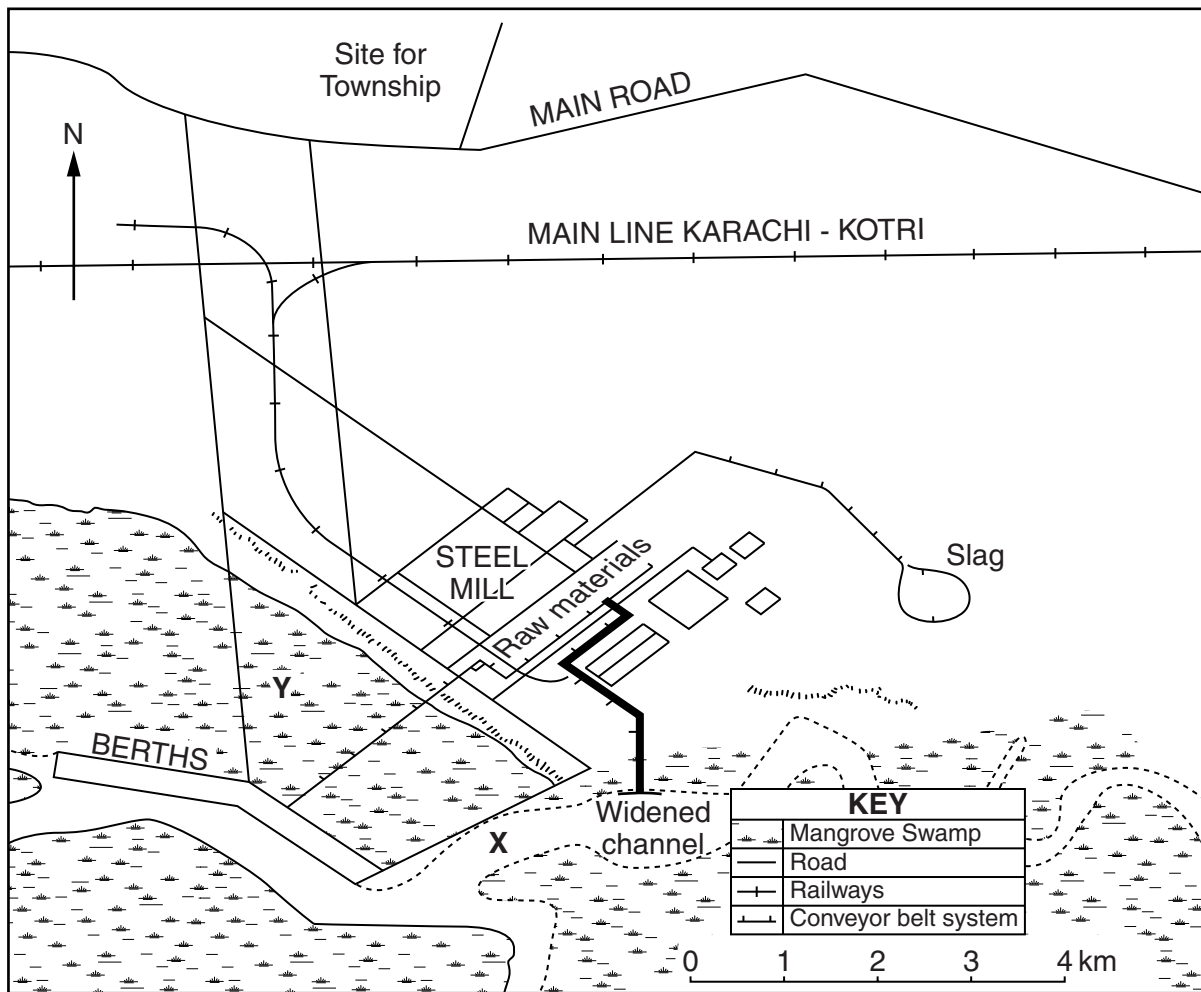 Site for
Township
MAIN ROAD
N
MAIN LINE KARACHI - KOTRI
STEEL
MILL
Raw materials
Slag
Y
BERTHS
X
Widened
channel
KEY
Mangrove Swamp
Road
Railways
Conveyor belt system
0 1 2 3 4 km